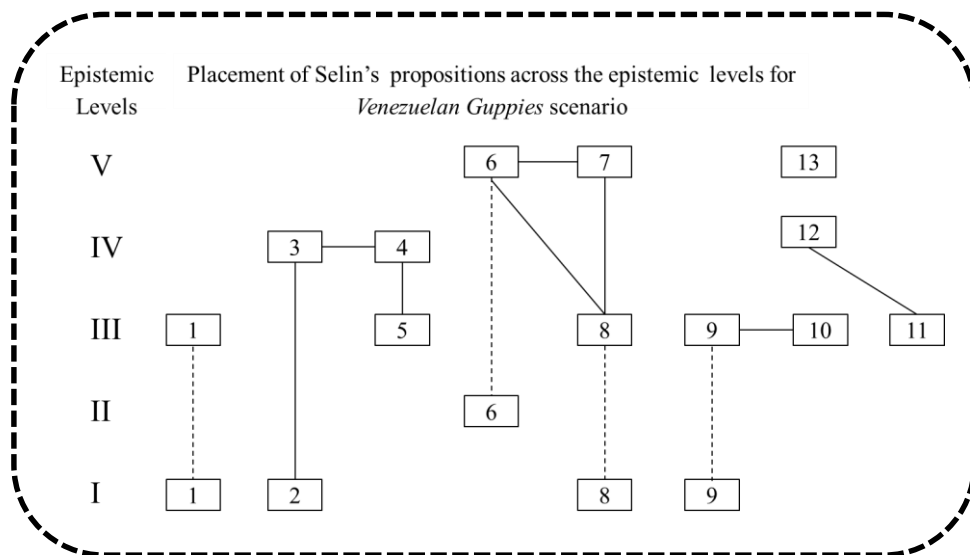 Epistemic Placement of Selin's propositions across the epistemic levels for
Levels Venezuelan Guppies scenario
V 6 7 13
IV 3 4 12
III 1 5 8 9 10 11
II 6
I 1 2 8 9